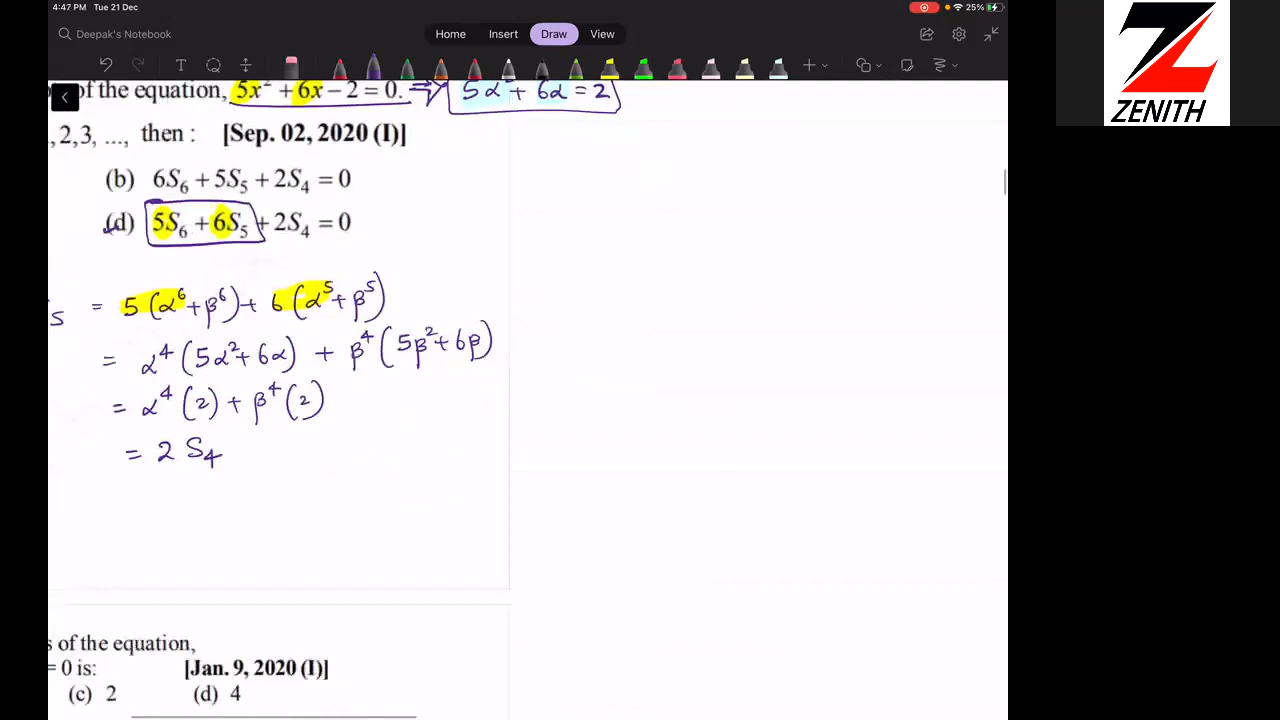 4:47 PM Tue 21 Dec
25%
Deepak's Notebook
Home Insert Draw View
of the equation, 5x² + 6x − 2 = 0. ⇒ 5α² + 6α = 2
, 2, 3, ..., then : [Sep. 02, 2020 (I)]
(b) 6S₆ + 5S₅ + 2S₄ = 0
(d) 5S₆ + 6S₅ + 2S₄ = 0
5 = 5(α⁶ + β⁶) + 6(α⁵ + β⁵)
= α⁴(5α² + 6α) + β⁴(5β² + 6β)
= α⁴(2) + β⁴(2)
= 2 S₄
s of the equation,
= 0 is: [Jan. 9, 2020 (I)]
(c) 2 (d) 4
ZENITH